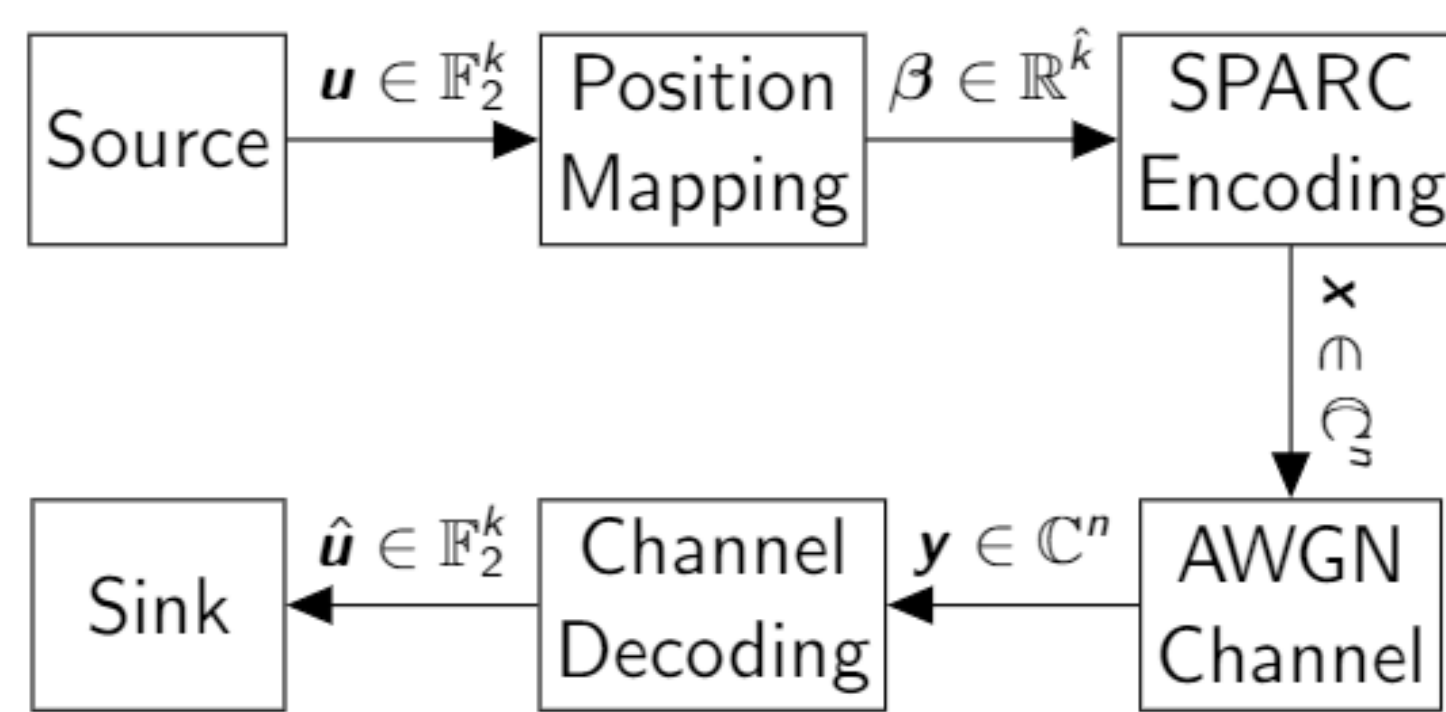 Source
u ∈ 𝔽₂ᵏ
Position
Mapping
β ∈ ℝ^k̂
SPARC
Encoding
x ∈ ℂⁿ
AWGN
Channel
y ∈ ℂⁿ
Channel
Decoding
û ∈ 𝔽₂ᵏ
Sink